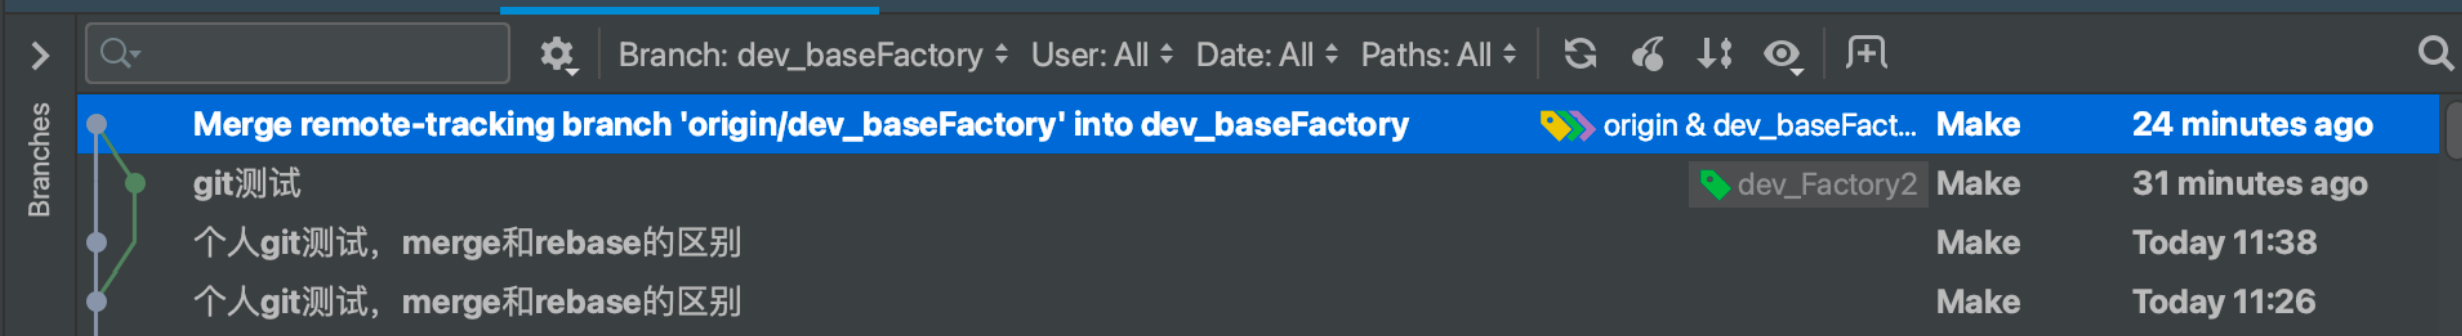 Branch: dev_baseFactory User: All Date: All Paths: All
Branches
Merge remote-tracking branch 'origin/dev_baseFactory' into dev_baseFactory origin & dev_baseFact... Make 24 minutes ago
git测试 dev_Factory2 Make 31 minutes ago
个人git测试，merge和rebase的区别 Make Today 11:38
个人git测试，merge和rebase的区别 Make Today 11:26